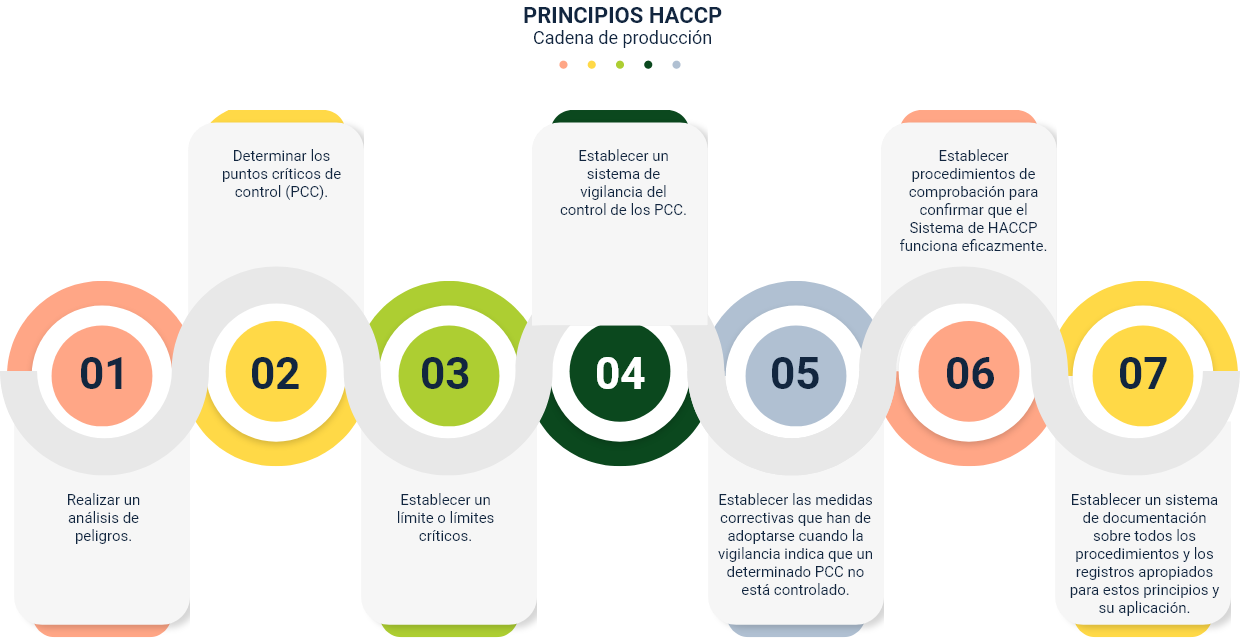 PRINCIPIOS HACCP
Cadena de producción
01
Realizar un
análisis de
peligros.
02
Determinar los
puntos críticos de
control (PCC).
03
Establecer un
límite o límites
críticos.
04
Establecer un
sistema de
vigilancia del
control de los PCC.
05
Establecer las medidas
correctivas que han de
adoptarse cuando la
vigilancia indica que un
determinado PCC no
está controlado.
06
Establecer
procedimientos de
comprobación para
confirmar que el
Sistema de HACCP
funciona eficazmente.
07
Establecer un sistema
de documentación
sobre todos los
procedimientos y los
registros apropiados
para estos principios y
su aplicación.